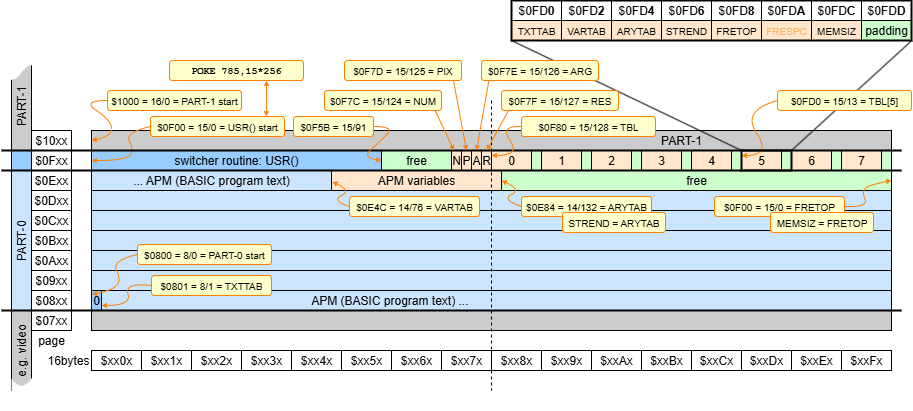 $0FD0 $0FD2 $0FD4 $0FD6 $0FD8 $0FDA $0FDC $0FDD
TXTTAB VARTAB ARYTAB STREND FRETOP FRESPC MEMSIZ padding
POKE 785,15*256
$0F7D = 15/125 = PIX
$0F7E = 15/126 = ARG
$1000 = 16/0 = PART-1 start
$0F7C = 15/124 = NUM
$0F7F = 15/127 = RES
$0FD0 = 15/13 = TBL[5]
$0F00 = 15/0 = USR() start
$0F5B = 15/91
$0F80 = 15/128 = TBL
PART-1
$10xx
PART-1
$0Fxx
switcher routine: USR()
free
N P A R 0 1 2 3 4 5 6 7
$0Exx
... APM (BASIC program text)
APM variables
free
PART-0
$0Dxx
$0E4C = 14/76 = VARTAB
$0E84 = 14/132 = ARYTAB
$0F00 = 15/0 = FRETOP
$0Cxx
STREND = ARYTAB
MEMSIZ = FRETOP
$0Bxx
$0Axx
$0800 = 8/0 = PART-0 start
$09xx
$0801 = 8/1 = TXTTAB
$08xx
0
APM (BASIC program text) ...
$07xx
e.g. video
page
16bytes
$xx0x $xx1x $xx2x $xx3x $xx4x $xx5x $xx6x $xx7x $xx8x $xx9x $xxAx $xxBx $xxCx $xxDx $xxEx $xxFx